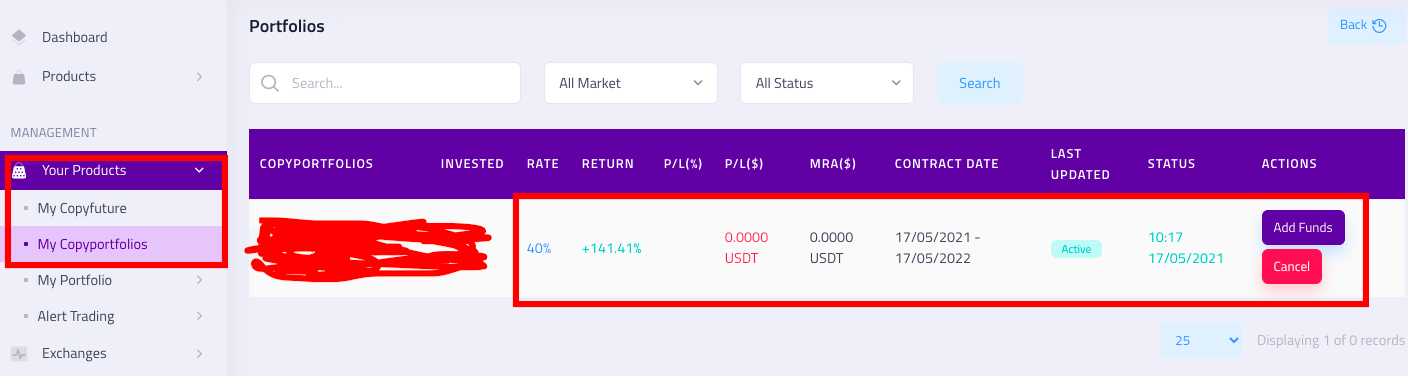 Dashboard
Products
MANAGEMENT
Your Products
My Copyfuture
My Copyportfolios
My Portfolio
Alert Trading
Exchanges
Portfolios
Back
Search...
All Market
All Status
Search
COPYPORTFOLIOS INVESTED RATE RETURN P/L(%) P/L($) MRA($) CONTRACT DATE LAST UPDATED STATUS ACTIONS
40% +141.41% 0.0000 USDT 0.0000 USDT 17/05/2021 - 17/05/2022 Active 10:17 17/05/2021
Add Funds
Cancel
25
Displaying 1 of 0 records